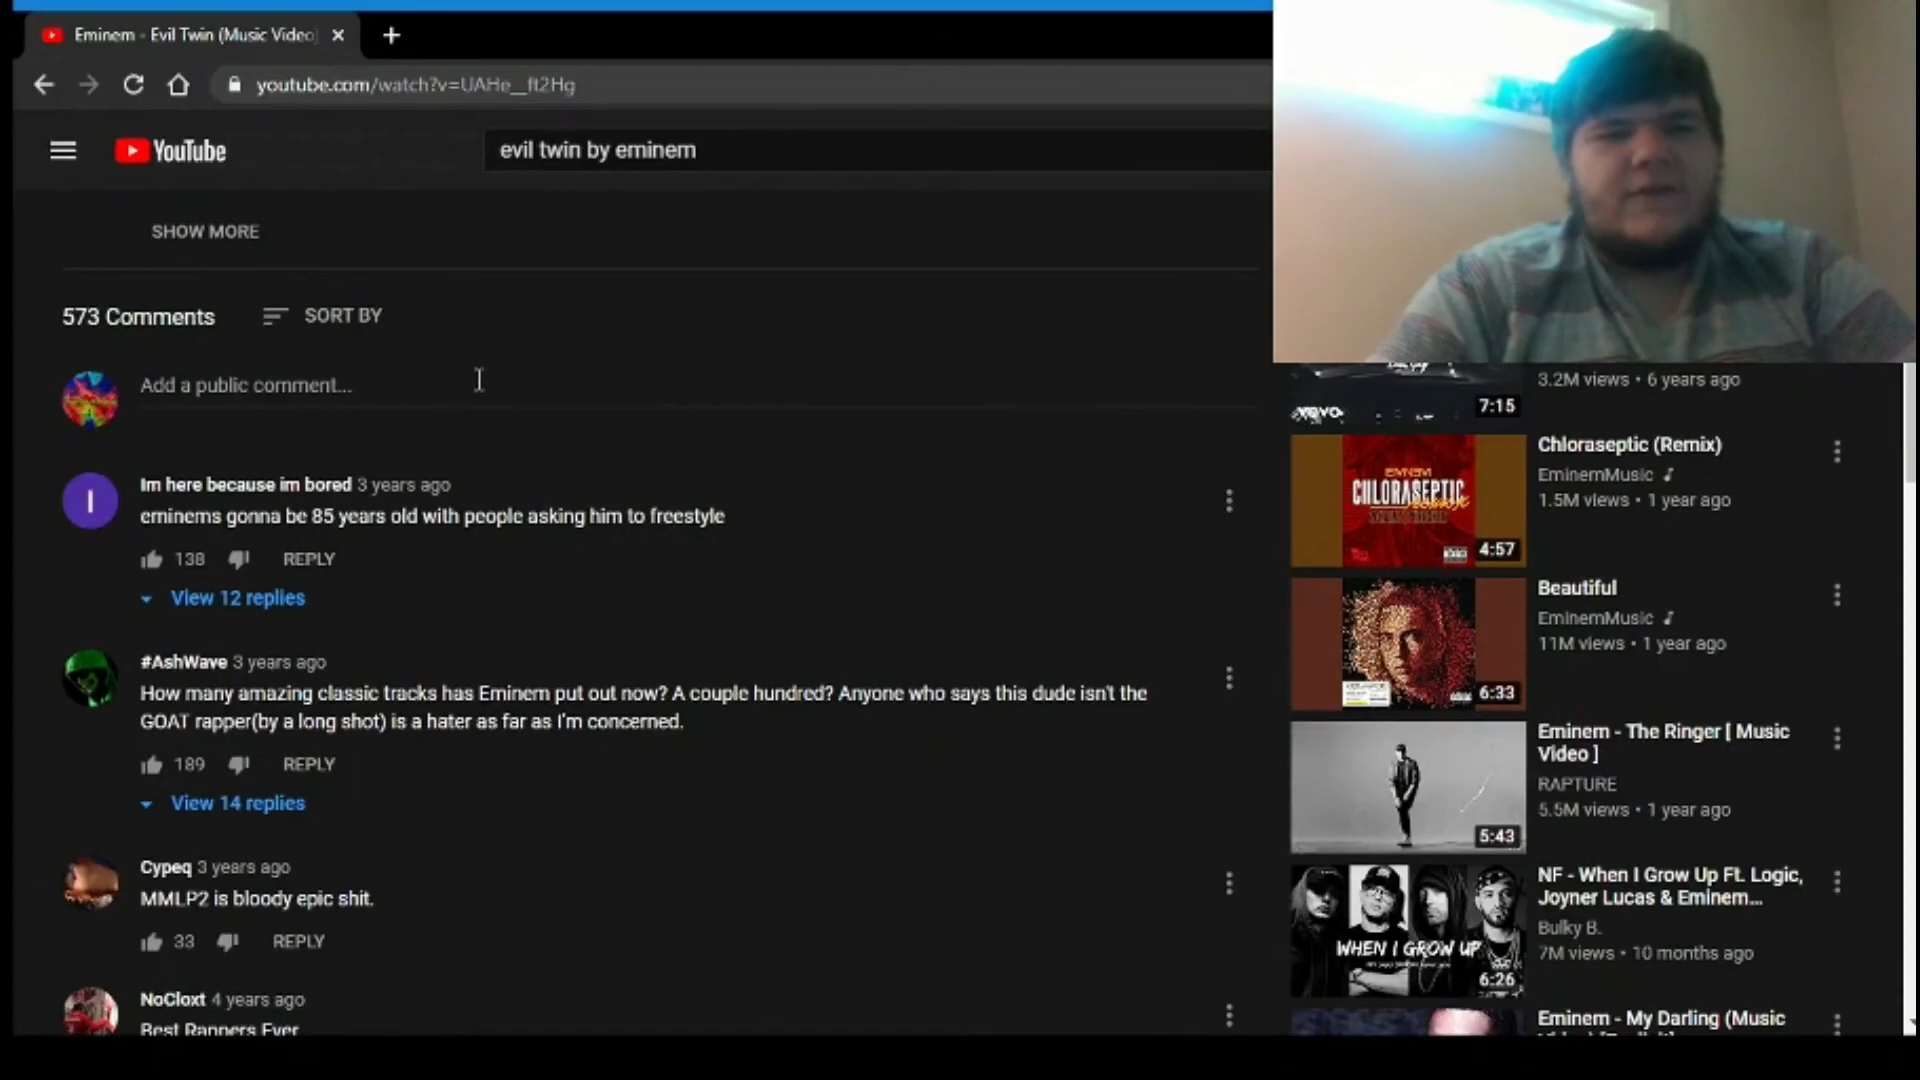 Eminem - Evil Twin (Music Video)
youtube.com/watch?v=UAHe__ft2Hg
YouTube
evil twin by eminem
SHOW MORE
573 Comments
SORT BY
Add a public comment...
I
Im here because im bored 3 years ago
eminems gonna be 85 years old with people asking him to freestyle
138 REPLY
View 12 replies
#AshWave 3 years ago
How many amazing classic tracks has Eminem put out now? A couple hundred? Anyone who says this dude isn't the
GOAT rapper(by a long shot) is a hater as far as I'm concerned.
189 REPLY
View 14 replies
Cypeq 3 years ago
MMLP2 is bloody epic shit.
33 REPLY
NoCloxt 4 years ago
Best Rappers Ever
3.2M views • 6 years ago
vevo
7:15
EMINEM
CHLORASEPTIC
4:57
Chloraseptic (Remix)
EminemMusic
1.5M views • 1 year ago
6:33
Beautiful
EminemMusic
11M views • 1 year ago
5:43
Eminem - The Ringer [ Music
Video ]
RAPTURE
5.5M views • 1 year ago
WHEN I GROW UP
6:26
NF - When I Grow Up Ft. Logic,
Joyner Lucas & Eminem...
Bulky B.
7M views • 10 months ago
Eminem - My Darling (Music